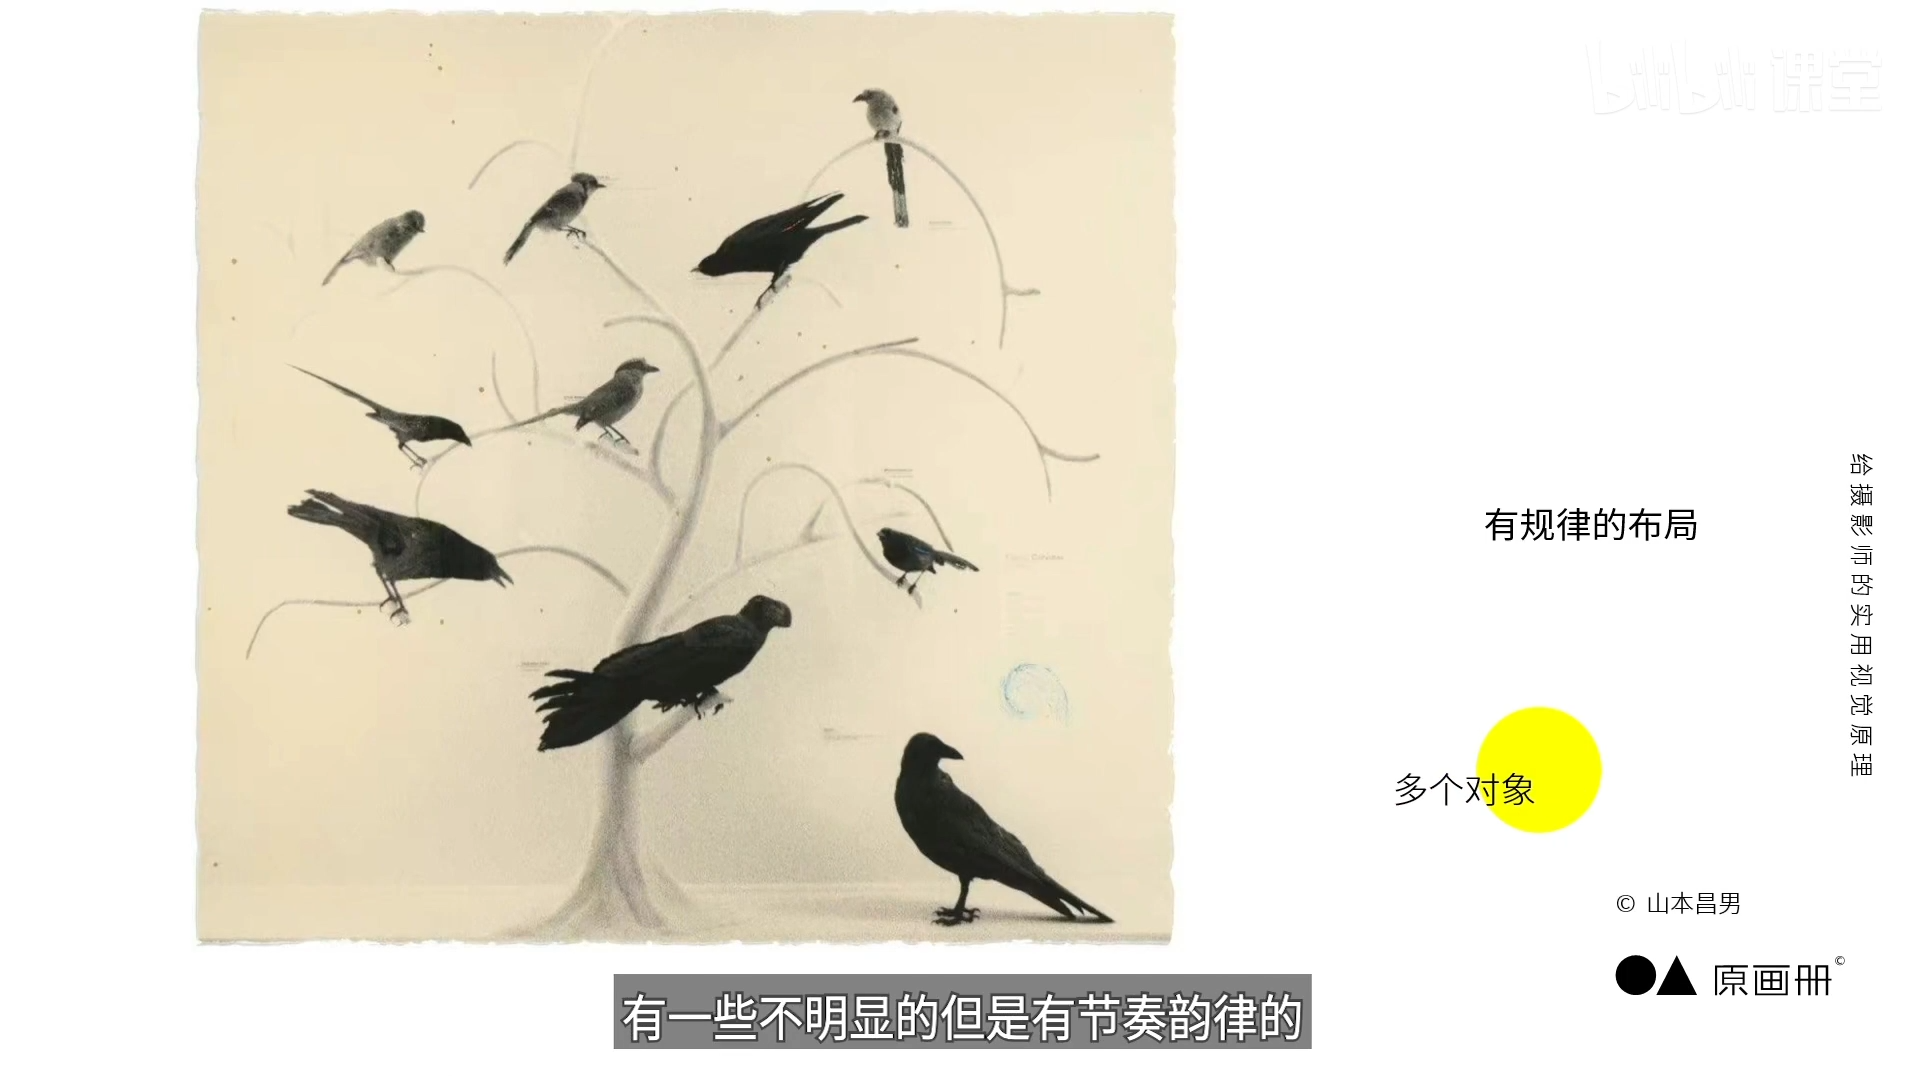 bilibili课堂
有规律的布局
给摄影师的实用视觉原理
多个对象
© 山本昌男
原画册©
有一些不明显的但是有节奏韵律的